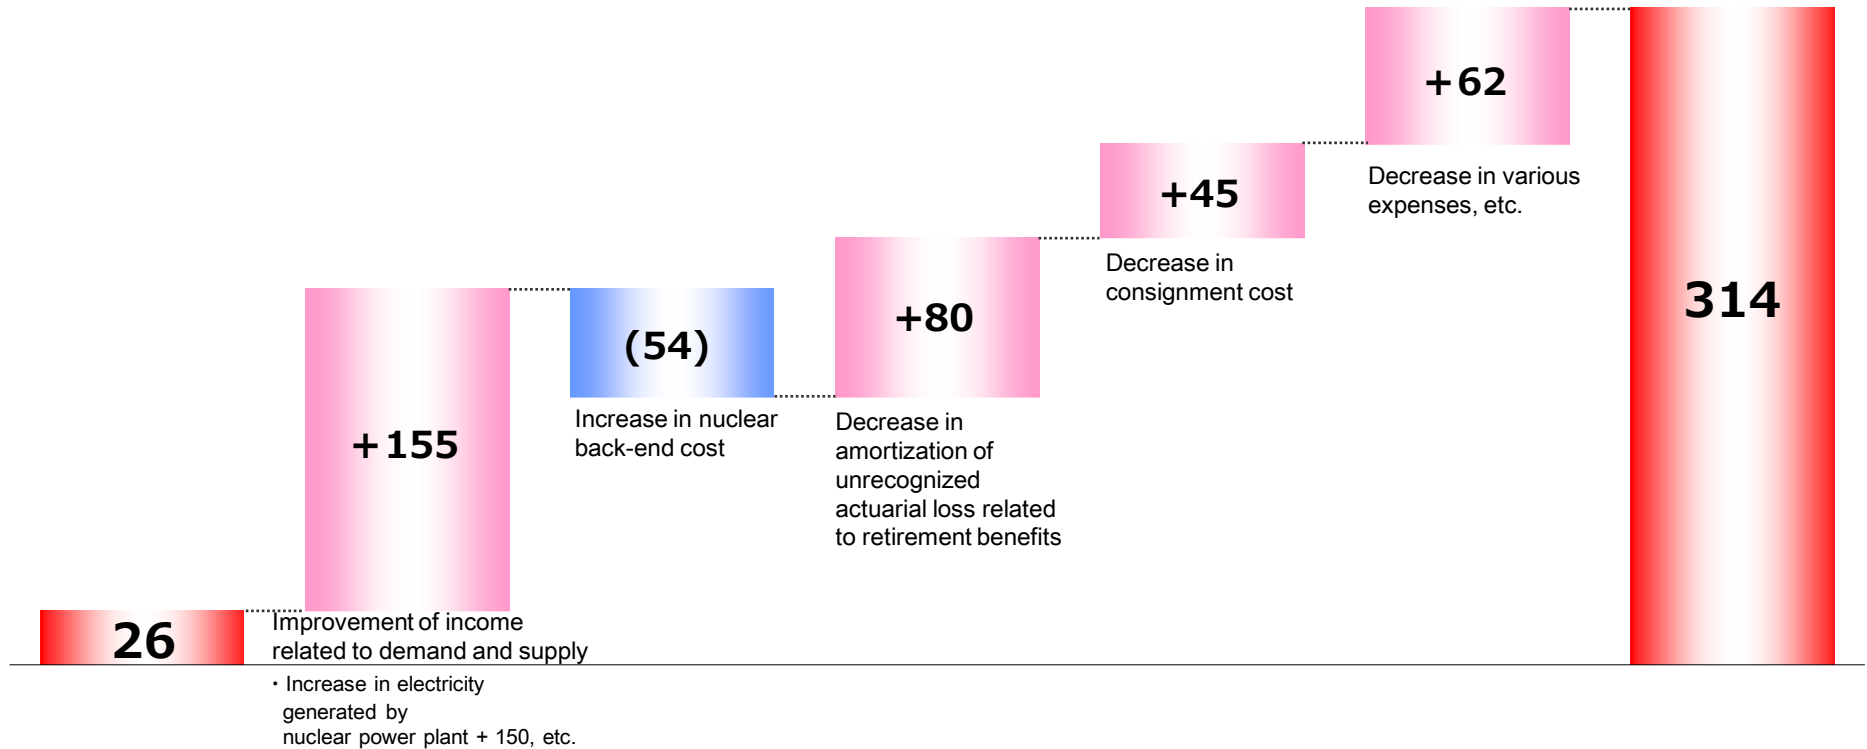 26
+155
Improvement of income
related to demand and supply
・Increase in electricity
generated by
nuclear power plant + 150, etc.
(54)
Increase in nuclear
back-end cost
+80
Decrease in
amortization of
unrecognized
actuarial loss related
to retirement benefits
+45
Decrease in
consignment cost
+62
Decrease in various
expenses, etc.
314